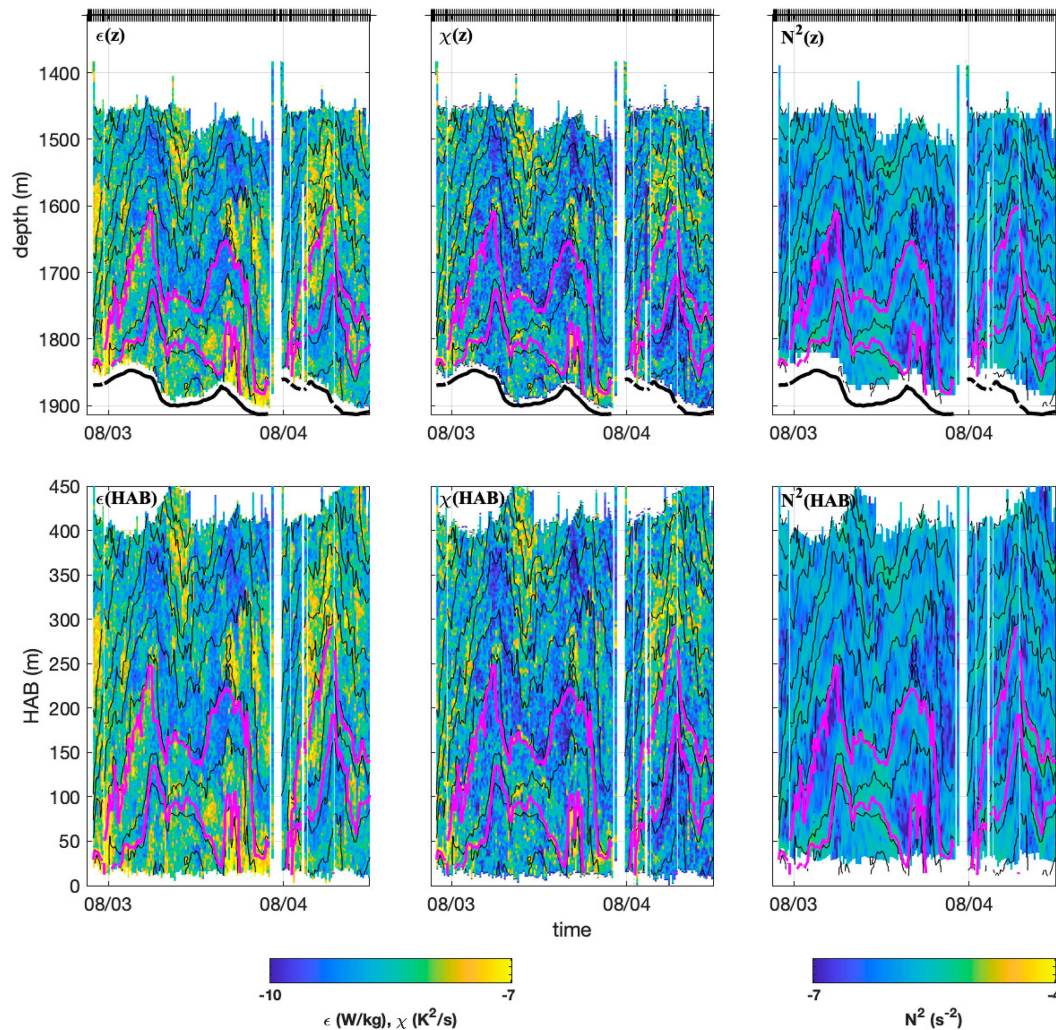 ϵ(z)
χ(z)
N²(z)
1400
1500
1600
1700
1800
1900
depth (m)
08/03
08/04
08/03
08/04
08/03
08/04
ϵ(HAB)
χ(HAB)
N²(HAB)
450
400
350
300
250
200
150
100
50
0
HAB (m)
08/03
08/04
08/03
08/04
08/03
08/04
time
-10
-7
-7
ϵ (W/kg), χ (K²/s)
N² (s⁻²)